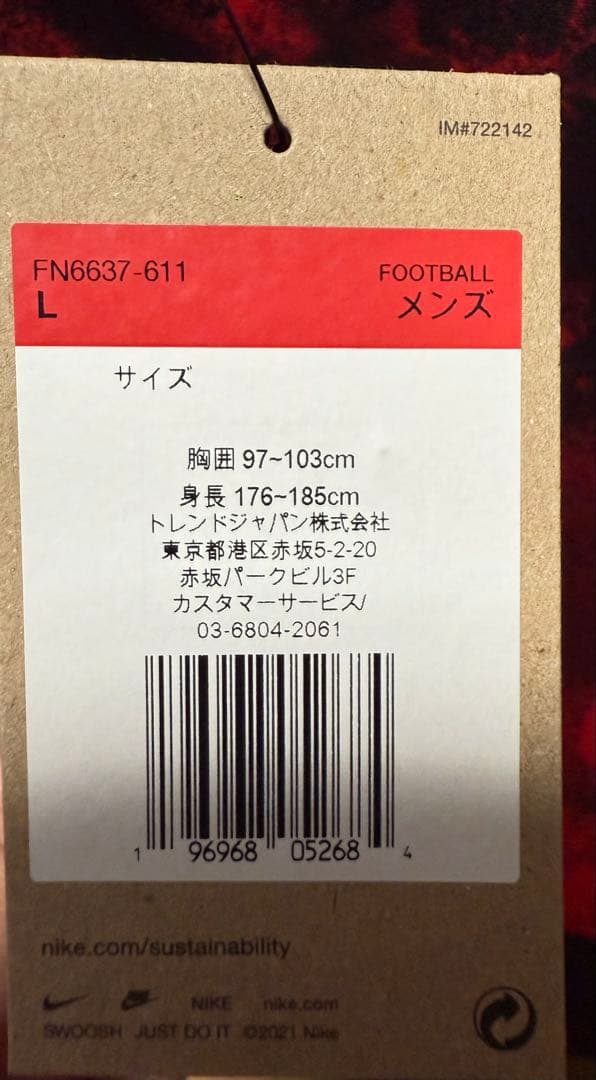 IM#722142
FN6637-611 FOOTBALL
L メンズ
サイズ
胸囲 97~103cm
身長 176~185cm
トレンドジャパン株式会社
東京都港区赤坂5-2-20
赤坂パークビル3F
カスタマーサービス/
03-6804-2061
1 96968 05268 4
nike.com/sustainability
NIKE nike.com
SWOOSH JUST DO IT ©2021 Nike